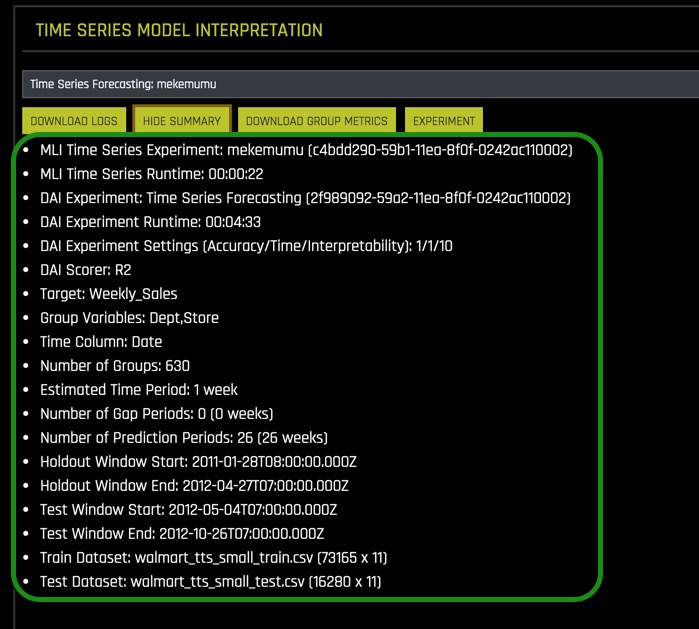 TIME SERIES MODEL INTERPRETATION
Time Series Forecasting: mekemumu
DOWNLOAD LOGS HIDE SUMMARY DOWNLOAD GROUP METRICS EXPERIMENT
• MLI Time Series Experiment: mekemumu (c4bdd290-59b1-11ea-8f0f-0242ac110002)
• MLI Time Series Runtime: 00:00:22
• DAI Experiment: Time Series Forecasting (2f989092-59a2-11ea-8f0f-0242ac110002)
• DAI Experiment Runtime: 00:04:33
• DAI Experiment Settings (Accuracy/Time/Interpretability): 1/1/10
• DAI Scorer: R2
• Target: Weekly_Sales
• Group Variables: Dept,Store
• Time Column: Date
• Number of Groups: 630
• Estimated Time Period: 1 week
• Number of Gap Periods: 0 (0 weeks)
• Number of Prediction Periods: 26 (26 weeks)
• Holdout Window Start: 2011-01-28T08:00:00.000Z
• Holdout Window End: 2012-04-27T07:00:00.000Z
• Test Window Start: 2012-05-04T07:00:00.000Z
• Test Window End: 2012-10-26T07:00:00.000Z
• Train Dataset: walmart_tts_small_train.csv (73165 x 11)
• Test Dataset: walmart_tts_small_test.csv (16280 x 11)